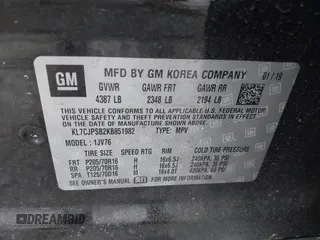 GM
MFD BY GM KOREA COMPANY 01/19
GVWR GAWR FRT GAWR RR
4387 LB 2348 LB 2194 LB
THIS VEHICLE CONFORMS TO ALL APPLICABLE U.S. FEDERAL MOTOR
VEHICLE SAFETY, BUMPER, AND THEFT PREVENTION STANDARDS IN
EFFECT ON THE DATE OF MANUFACTURE SHOWN ABOVE.
KL7CJPSB2KB851982 TYPE: MPV
MODEL: 1JV76
TIRE SIZE SPEED RTG RIM COLD TIRE PRESSURE
FRT P205/70R16 H 16x6.5J 240KPA, 35 PSI
RR P205/70R16 H 16x6.5J 240KPA, 35 PSI
SPA T125/70D16 M 16x4.0T 420KPA, 60 PSI
SEE OWNER'S MANUAL
DREAMBID